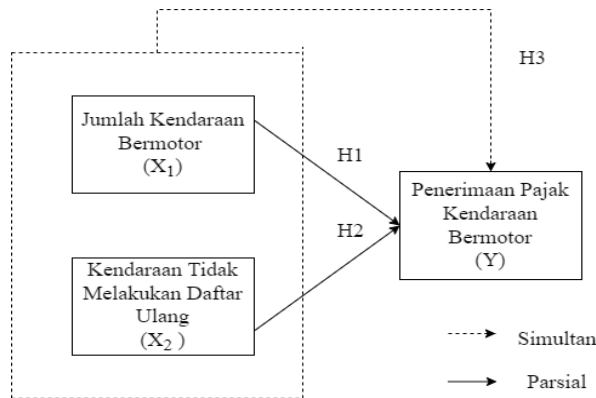 H3
Jumlah Kendaraan
Bermotor
(X1)
H1
Penerimaan Pajak
Kendaraan
Bermotor
(Y)
H2
Kendaraan Tidak
Melakukan Daftar
Ulang
(X2 )
Simultan
Parsial